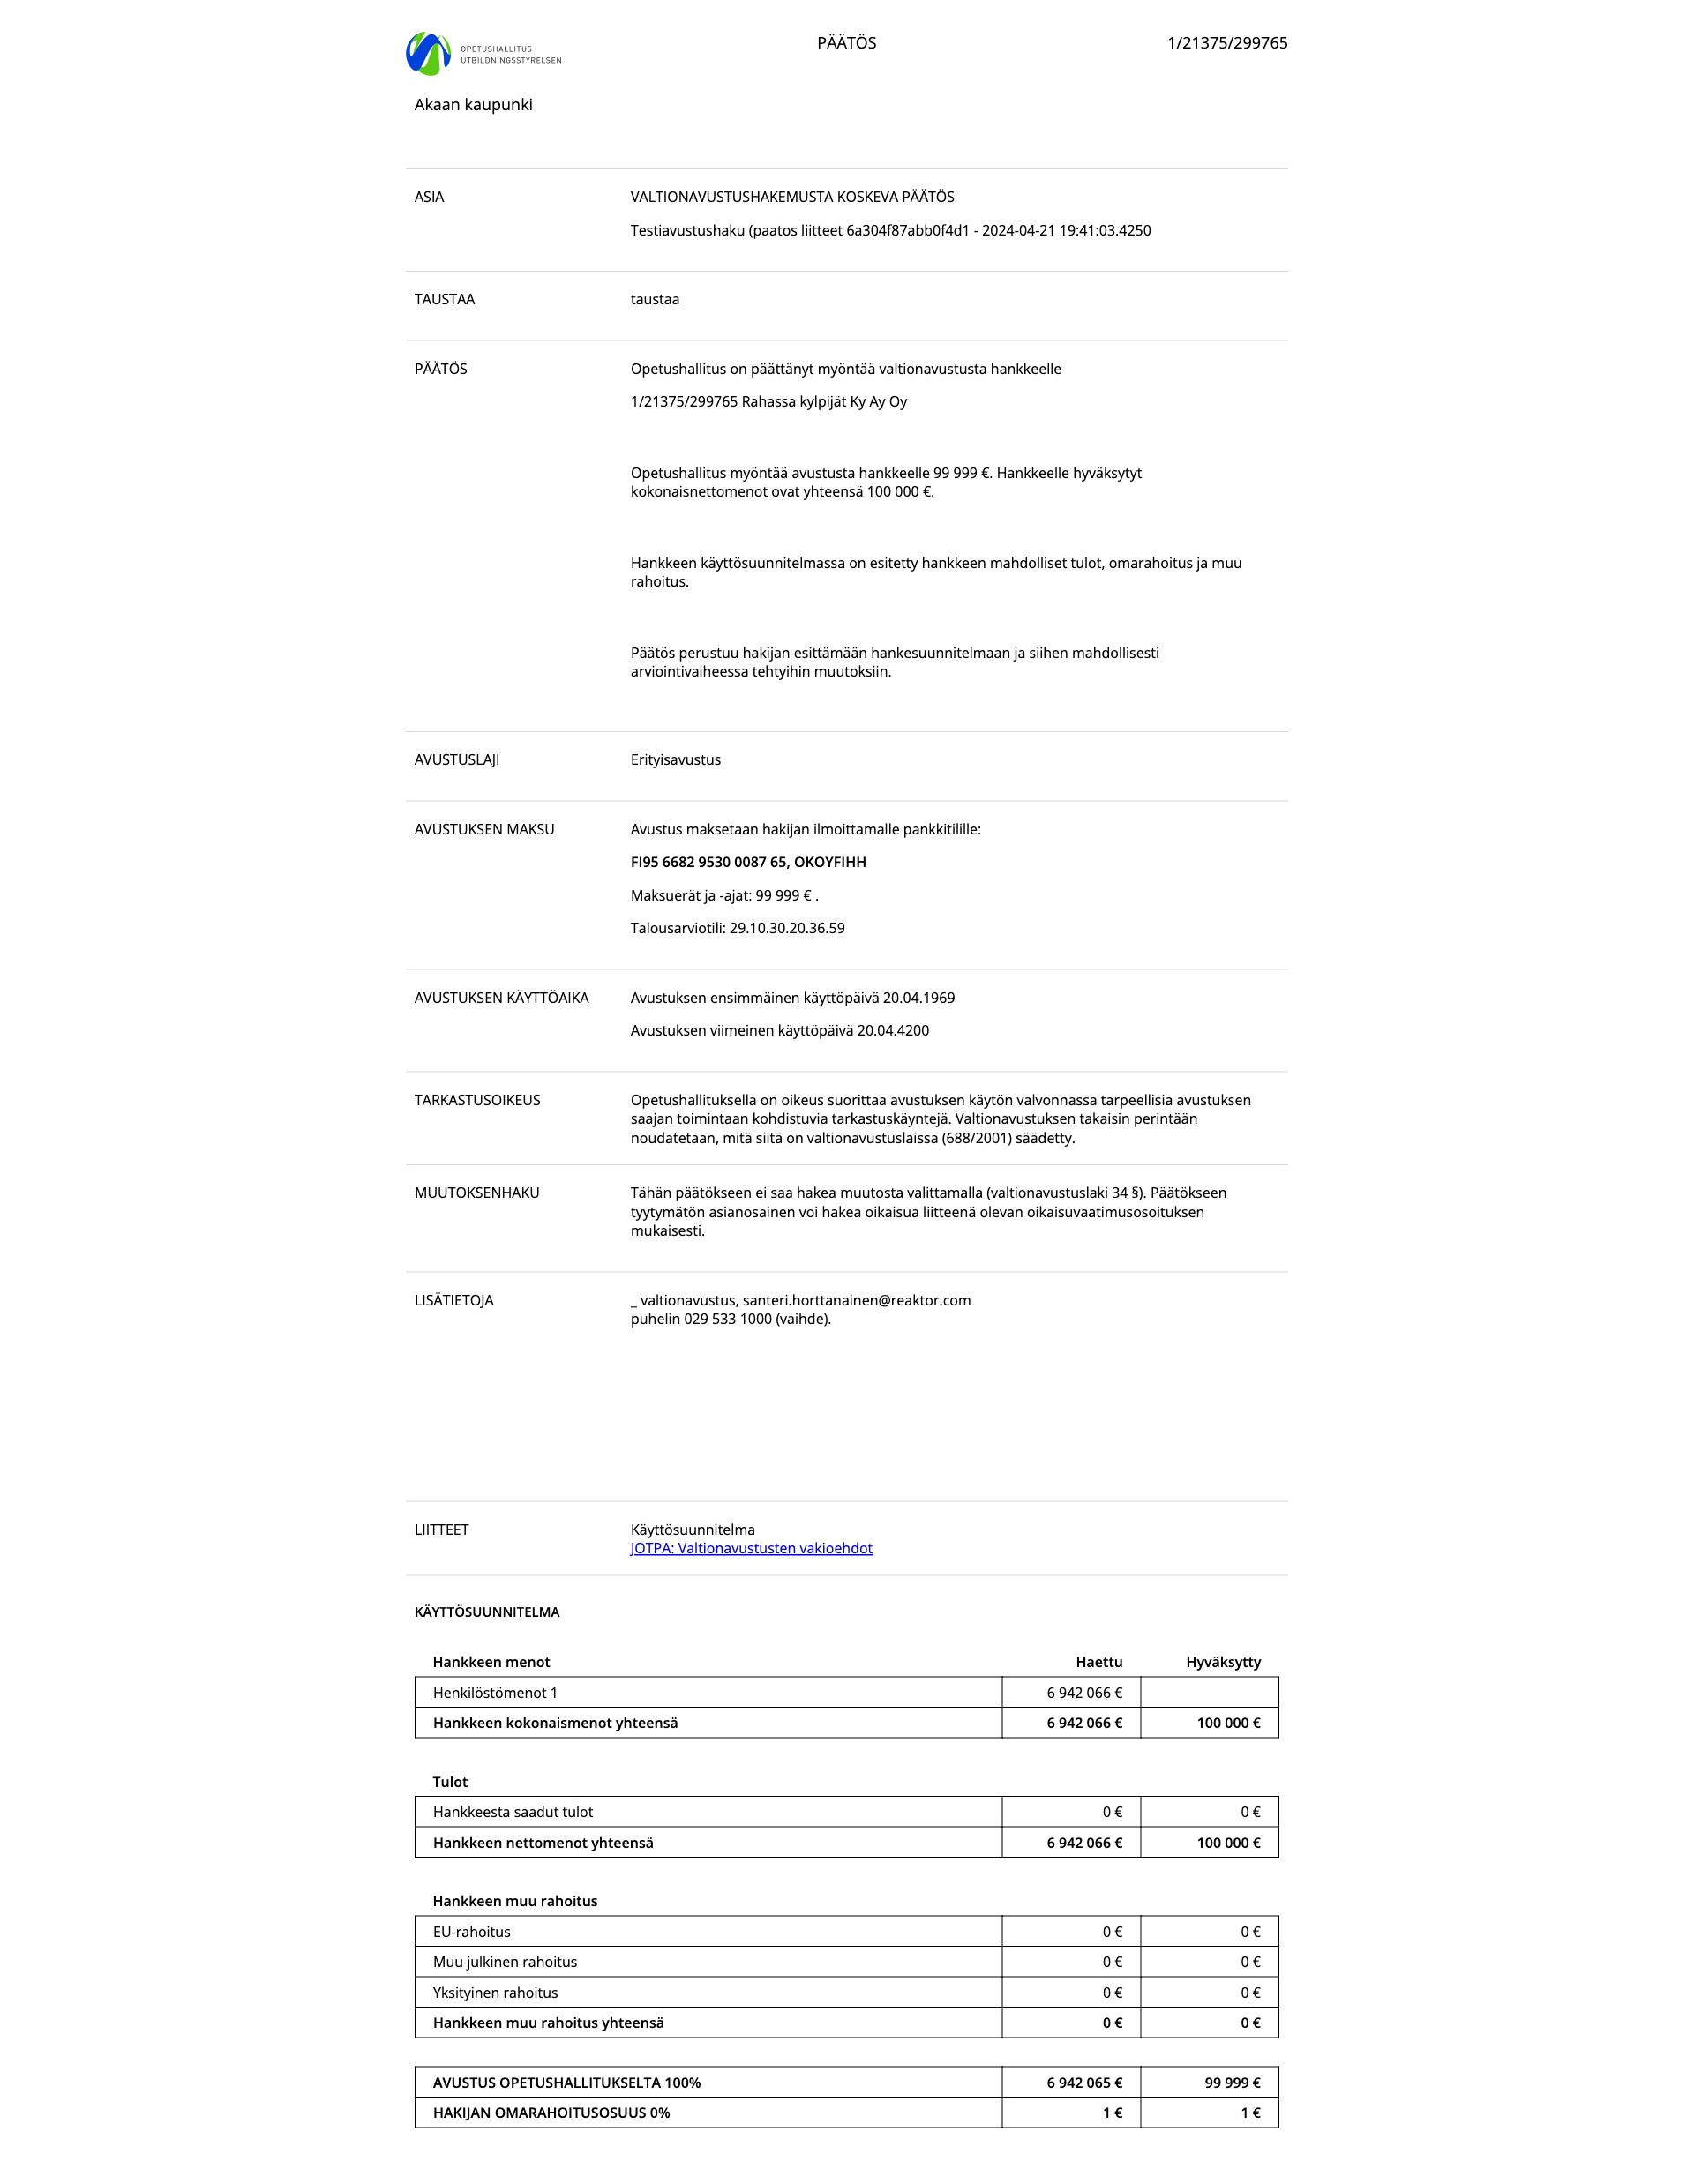 OPETUSHALLITUS
UTBILDNINGSSTYRELSEN
PÄÄTÖS
1/21375/299765
Akaan kaupunki
ASIA
VALTIONAVUSTUSHAKEMUSTA KOSKEVA PÄÄTÖS
Testiavustushaku (paatos liitteet 6a304f87abb0f4d1 - 2024-04-21 19:41:03.4250
TAUSTAA
taustaa
PÄÄTÖS
Opetushallitus on päättänyt myöntää valtionavustusta hankkeelle
1/21375/299765 Rahassa kylpijät Ky Ay Oy
Opetushallitus myöntää avustusta hankkeelle 99 999 €. Hankkeelle hyväksytyt
kokonaisnettomenot ovat yhteensä 100 000 €.
Hankkeen käyttösuunnitelmassa on esitetty hankkeen mahdolliset tulot, omarahoitus ja muu
rahoitus.
Päätös perustuu hakijan esittämään hankesuunnitelmaan ja siihen mahdollisesti
arviointivaiheessa tehtyihin muutoksiin.
AVUSTUSLAJI
Erityisavustus
AVUSTUKSEN MAKSU
Avustus maksetaan hakijan ilmoittamalle pankkitilille:
FI95 6682 9530 0087 65, OKOYFIHH
Maksuerät ja -ajat: 99 999 € .
Talousarviotili: 29.10.30.20.36.59
AVUSTUKSEN KÄYTTÖAIKA
Avustuksen ensimmäinen käyttöpäivä 20.04.1969
Avustuksen viimeinen käyttöpäivä 20.04.4200
TARKASTUSOIKEUS
Opetushallituksella on oikeus suorittaa avustuksen käytön valvonnassa tarpeellisia avustuksen
saajan toimintaan kohdistuvia tarkastuskäyntejä. Valtionavustuksen takaisin perintään
noudatetaan, mitä siitä on valtionavustuslaissa (688/2001) säädetty.
MUUTOKSENHAKU
Tähän päätökseen ei saa hakea muutosta valittamalla (valtionavustuslaki 34 §). Päätökseen
tyytymätön asianosainen voi hakea oikaisua liitteenä olevan oikaisuvaatimusosoituksen
mukaisesti.
LISÄTIETOJA
_ valtionavustus, santeri.horttanainen@reaktor.com
puhelin 029 533 1000 (vaihde).
LIITTEET
Käyttösuunnitelma
JOTPA: Valtionavustusten vakioehdot
KÄYTTÖSUUNNITELMA
Hankkeen menot Haettu Hyväksytty
Henkilöstömenot 1 6 942 066 €
Hankkeen kokonaismenot yhteensä 6 942 066 € 100 000 €
Tulot
Hankkeesta saadut tulot 0 € 0 €
Hankkeen nettomenot yhteensä 6 942 066 € 100 000 €
Hankkeen muu rahoitus
EU-rahoitus 0 € 0 €
Muu julkinen rahoitus 0 € 0 €
Yksityinen rahoitus 0 € 0 €
Hankkeen muu rahoitus yhteensä 0 € 0 €
AVUSTUS OPETUSHALLITUKSELTA 100% 6 942 065 € 99 999 €
HAKIJAN OMARAHOITUSOSUUS 0% 1 € 1 €